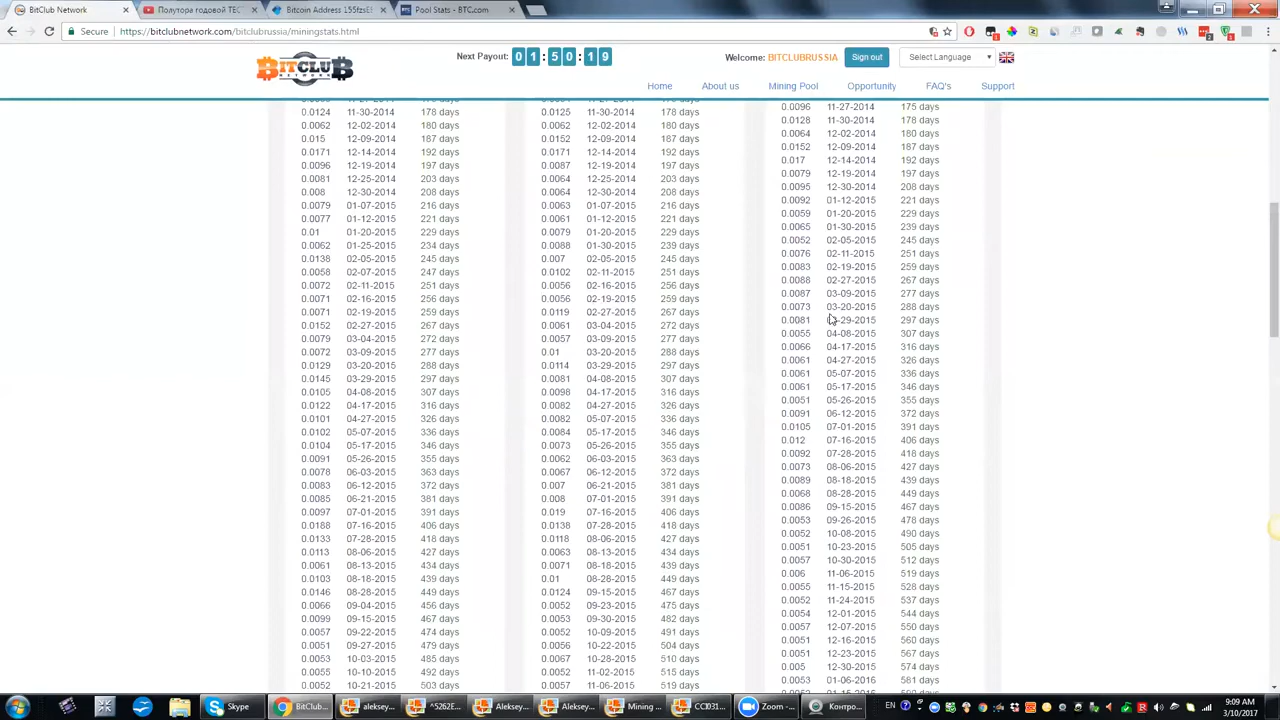 BitClub Network
Полутора годовой ТЕС
Bitcoin Address 155fzsE
Pool Stats - BTC.com
Secure
https://bitclubnetwork.com/bitclubrussia/miningstats.html
BITCLUB
NETWORK
Next Payout: 01:50:19
Welcome: BITCLUBRUSSIA
Sign out
Select Language
Home About us Mining Pool Opportunity FAQ's Support
0.0124 11-30-2014 178 days
0.0062 12-02-2014 180 days
0.015 12-09-2014 187 days
0.0171 12-14-2014 192 days
0.0096 12-19-2014 197 days
0.0081 12-25-2014 203 days
0.008 12-30-2014 208 days
0.0079 01-07-2015 216 days
0.0077 01-12-2015 221 days
0.01 01-20-2015 229 days
0.0062 01-25-2015 234 days
0.0138 02-05-2015 245 days
0.0058 02-07-2015 247 days
0.0072 02-11-2015 251 days
0.0071 02-16-2015 256 days
0.0071 02-19-2015 259 days
0.0152 02-27-2015 267 days
0.0079 03-04-2015 272 days
0.0072 03-09-2015 277 days
0.0129 03-20-2015 288 days
0.0145 03-29-2015 297 days
0.0105 04-08-2015 307 days
0.0122 04-17-2015 316 days
0.0101 04-27-2015 326 days
0.0102 05-07-2015 336 days
0.0104 05-17-2015 346 days
0.0091 05-26-2015 355 days
0.0078 06-03-2015 363 days
0.0083 06-12-2015 372 days
0.0085 06-21-2015 381 days
0.0097 07-01-2015 391 days
0.0188 07-16-2015 406 days
0.0133 07-28-2015 418 days
0.0113 08-06-2015 427 days
0.0061 08-13-2015 434 days
0.0103 08-18-2015 439 days
0.0146 08-28-2015 449 days
0.0066 09-04-2015 456 days
0.0099 09-15-2015 467 days
0.0057 09-22-2015 474 days
0.0051 09-27-2015 479 days
0.0053 10-03-2015 485 days
0.0055 10-10-2015 492 days
0.0052 10-21-2015 503 days
0.0125 11-30-2014 178 days
0.0062 12-02-2014 180 days
0.0152 12-09-2014 187 days
0.0171 12-14-2014 192 days
0.0087 12-19-2014 197 days
0.0064 12-25-2014 203 days
0.0064 12-30-2014 208 days
0.0063 01-07-2015 216 days
0.0061 01-12-2015 221 days
0.0079 01-20-2015 229 days
0.0088 01-30-2015 239 days
0.007 02-05-2015 245 days
0.0102 02-11-2015 251 days
0.0056 02-16-2015 256 days
0.0056 02-19-2015 259 days
0.0119 02-27-2015 267 days
0.0061 03-04-2015 272 days
0.0057 03-09-2015 277 days
0.01 03-20-2015 288 days
0.0114 03-29-2015 297 days
0.0081 04-08-2015 307 days
0.0098 04-17-2015 316 days
0.0082 04-27-2015 326 days
0.0082 05-07-2015 336 days
0.0084 05-17-2015 346 days
0.0073 05-26-2015 355 days
0.0062 06-03-2015 363 days
0.0067 06-12-2015 372 days
0.007 06-21-2015 381 days
0.008 07-01-2015 391 days
0.019 07-16-2015 406 days
0.0138 07-28-2015 418 days
0.0118 08-06-2015 427 days
0.0063 08-13-2015 434 days
0.0071 08-18-2015 439 days
0.01 08-28-2015 449 days
0.0124 09-15-2015 467 days
0.0052 09-23-2015 475 days
0.0053 09-30-2015 482 days
0.0052 10-09-2015 491 days
0.0056 10-22-2015 504 days
0.0067 10-28-2015 510 days
0.0052 11-02-2015 515 days
0.0057 11-06-2015 519 days
0.0096 11-27-2014 175 days
0.0128 11-30-2014 178 days
0.0064 12-02-2014 180 days
0.0152 12-09-2014 187 days
0.017 12-14-2014 192 days
0.0079 12-19-2014 197 days
0.0095 12-30-2014 208 days
0.0092 01-12-2015 221 days
0.0059 01-20-2015 229 days
0.0065 01-30-2015 239 days
0.0052 02-05-2015 245 days
0.0076 02-11-2015 251 days
0.0083 02-19-2015 259 days
0.0088 02-27-2015 267 days
0.0087 03-09-2015 277 days
0.0073 03-20-2015 288 days
0.0081 03-29-2015 297 days
0.0055 04-08-2015 307 days
0.0066 04-17-2015 316 days
0.0061 04-27-2015 326 days
0.0061 05-07-2015 336 days
0.0061 05-17-2015 346 days
0.0051 05-26-2015 355 days
0.0091 06-12-2015 372 days
0.0105 07-01-2015 391 days
0.012 07-16-2015 406 days
0.0092 07-28-2015 418 days
0.0073 08-06-2015 427 days
0.0089 08-18-2015 439 days
0.0068 08-28-2015 449 days
0.0086 09-15-2015 467 days
0.0053 09-26-2015 478 days
0.0052 10-08-2015 490 days
0.0051 10-23-2015 505 days
0.0057 10-30-2015 512 days
0.006 11-06-2015 519 days
0.0055 11-15-2015 528 days
0.0052 11-24-2015 537 days
0.0054 12-01-2015 544 days
0.0057 12-07-2015 550 days
0.0051 12-16-2015 560 days
0.0051 12-23-2015 567 days
0.005 12-30-2015 574 days
0.0053 01-06-2016 581 days
Skype
BitClub...
aleksey...
^5262E...
Aleksey...
Aleksey...
Mining ...
CCI031...
Zoom - ...
Контро...
9:09 AM
3/10/2017